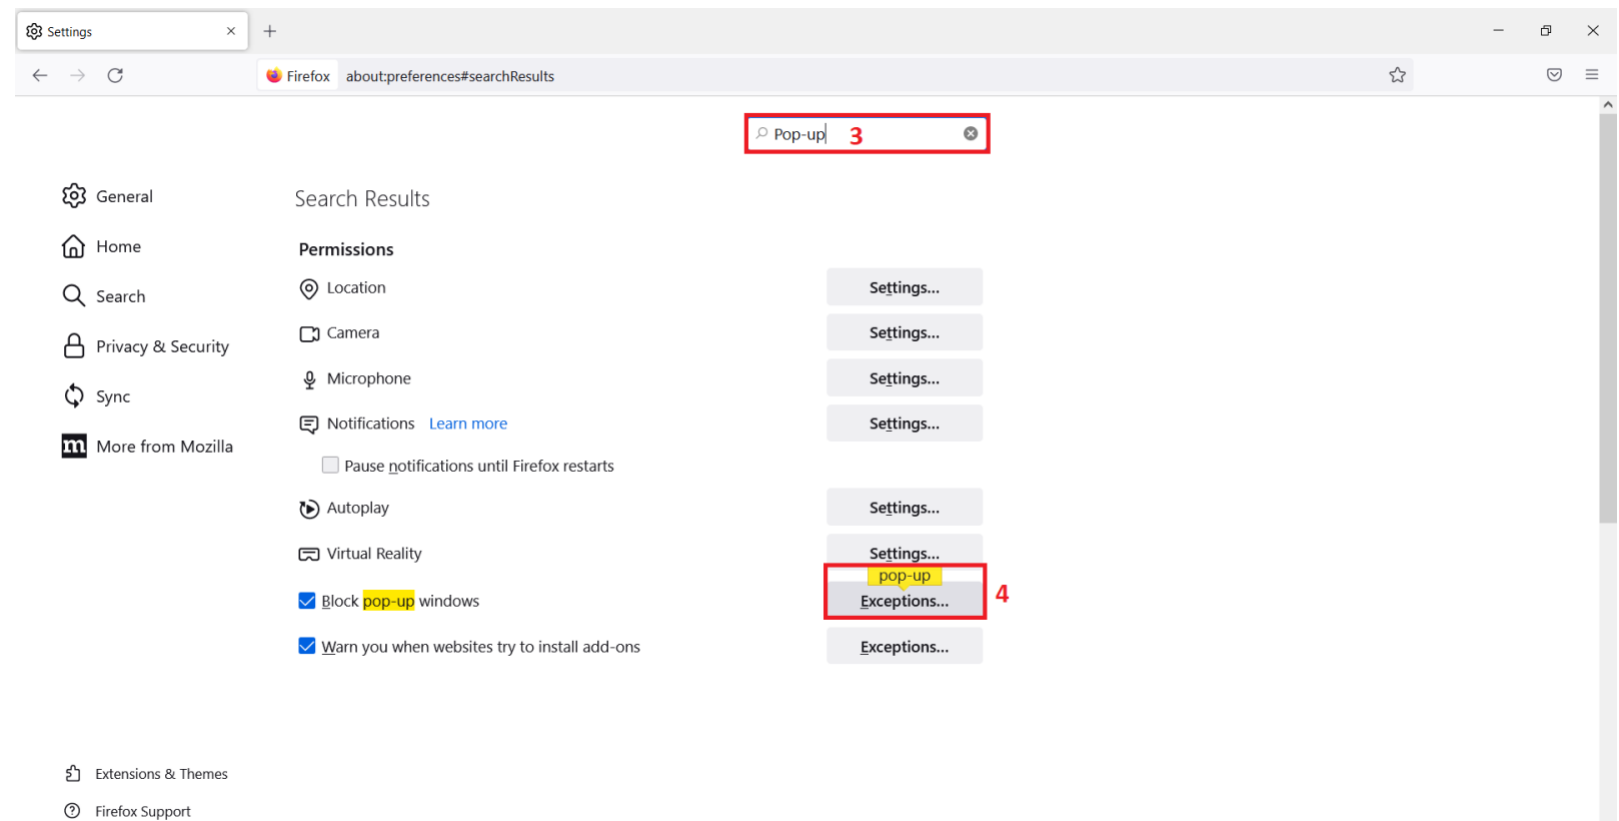 Settings
Firefox about:preferences#searchResults
Pop-up 3
General
Home
Search
Privacy & Security
Sync
More from Mozilla
Search Results
Permissions
Location Settings...
Camera Settings...
Microphone Settings...
Notifications Learn more Settings...
Pause notifications until Firefox restarts
Autoplay Settings...
Virtual Reality Settings...
pop-up
Block pop-up windows Exceptions... 4
Warn you when websites try to install add-ons Exceptions...
Extensions & Themes
Firefox Support